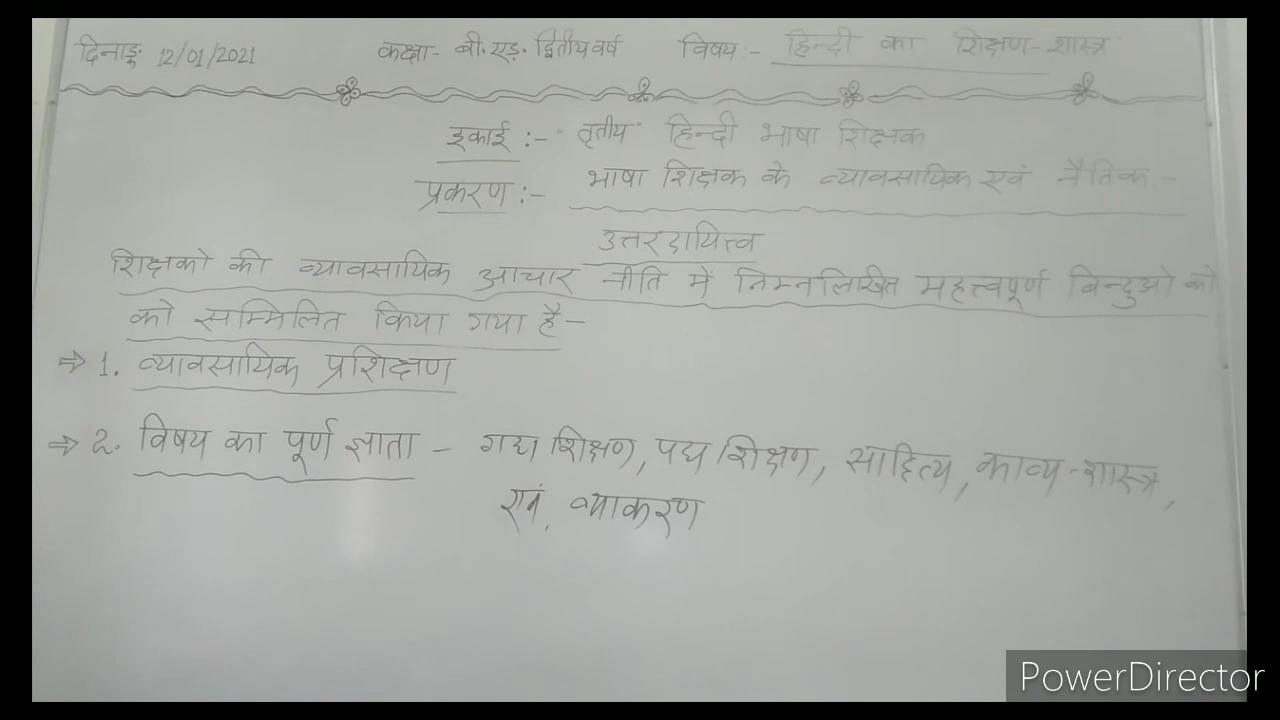 दिनाङ्क 12/01/2021 कक्षा- बी.एड़. द्वितीय वर्ष विषय:- हिन्दी का शिक्षण-शास्त्र
इकाई :- तृतीय हिन्दी भाषा शिक्षक
प्रकरण :- भाषा शिक्षक के व्यावसायिक एवं नैतिक-
उत्तरदायित्व
शिक्षको की व्यावसायिक आचार नीति में निम्नलिखित महत्त्वपूर्ण बिन्दुओ को
को सम्मिलित किया गया है-
⇒ 1. व्यावसायिक प्रशिक्षण
⇒ 2. विषय का पूर्ण ज्ञाता - गद्य शिक्षण, पद्य शिक्षण, साहित्य, काव्य-शास्त्र,
एवं, व्याकरण
PowerDirector